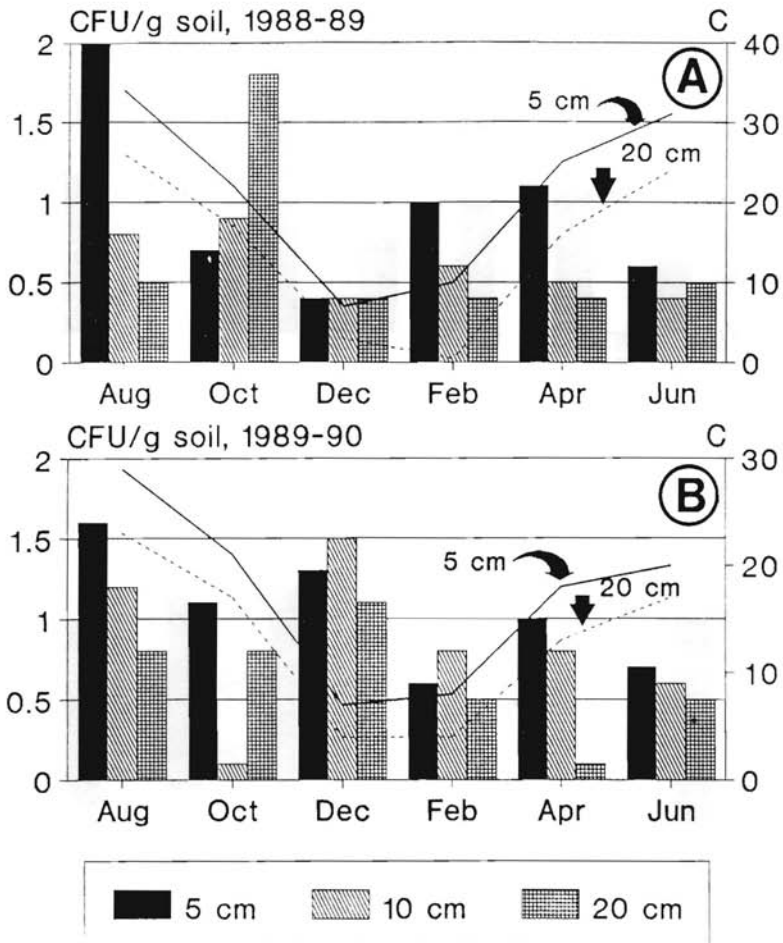 CFU/g soil, 1988-89 C
2 40
A
5 cm
1.5 30
20 cm
1 20
0.5 10
0 0
Aug Oct Dec Feb Apr Jun
CFU/g soil, 1989-90 C
2 30
B
1.5
5 cm 20
20 cm
1
10
0.5
0 0
Aug Oct Dec Feb Apr Jun
5 cm 10 cm 20 cm